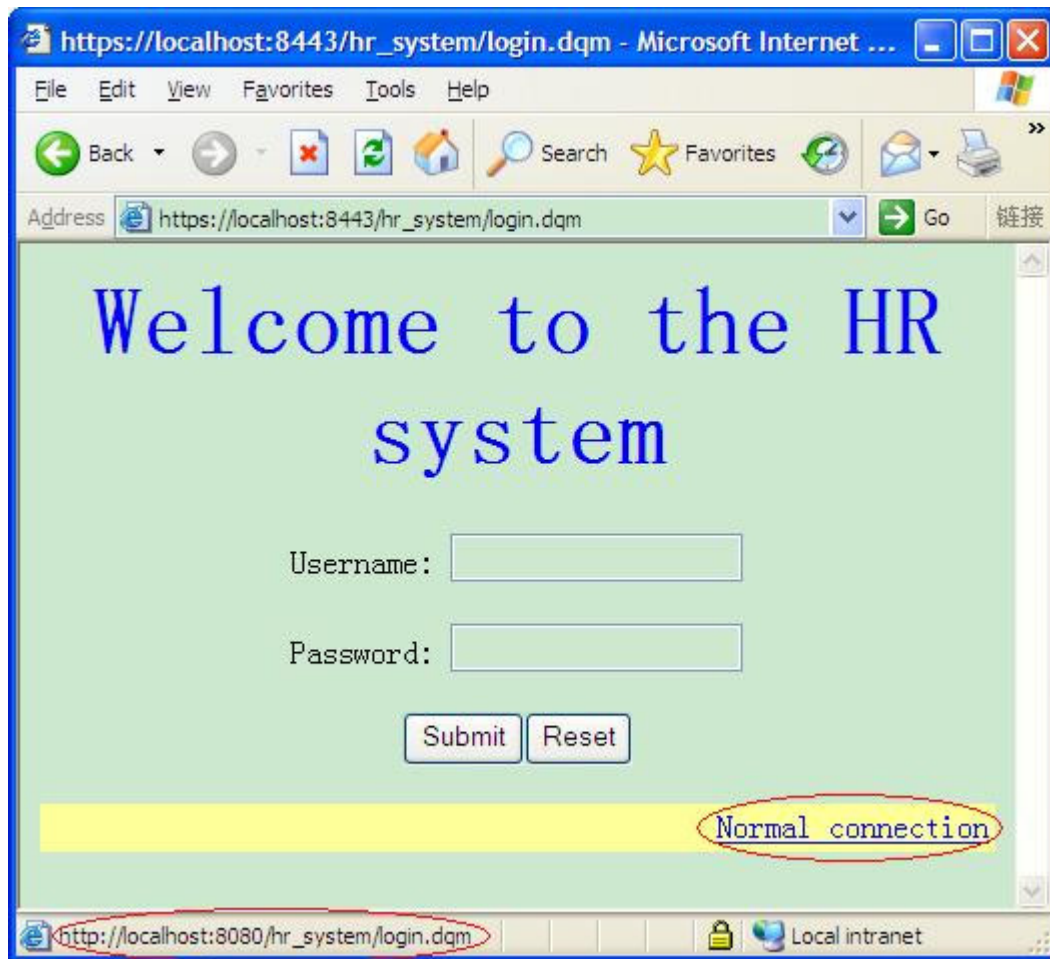 https://localhost:8443/hr_system/login.dqm - Microsoft Internet ...
File Edit View Favorites Tools Help
Back Search Favorites »
Address https://localhost:8443/hr_system/login.dqm Go 链接
Welcome to the HR
system
Username:
Password:
Submit Reset
Normal connection
http://localhost:8080/hr_system/login.dqm Local intranet